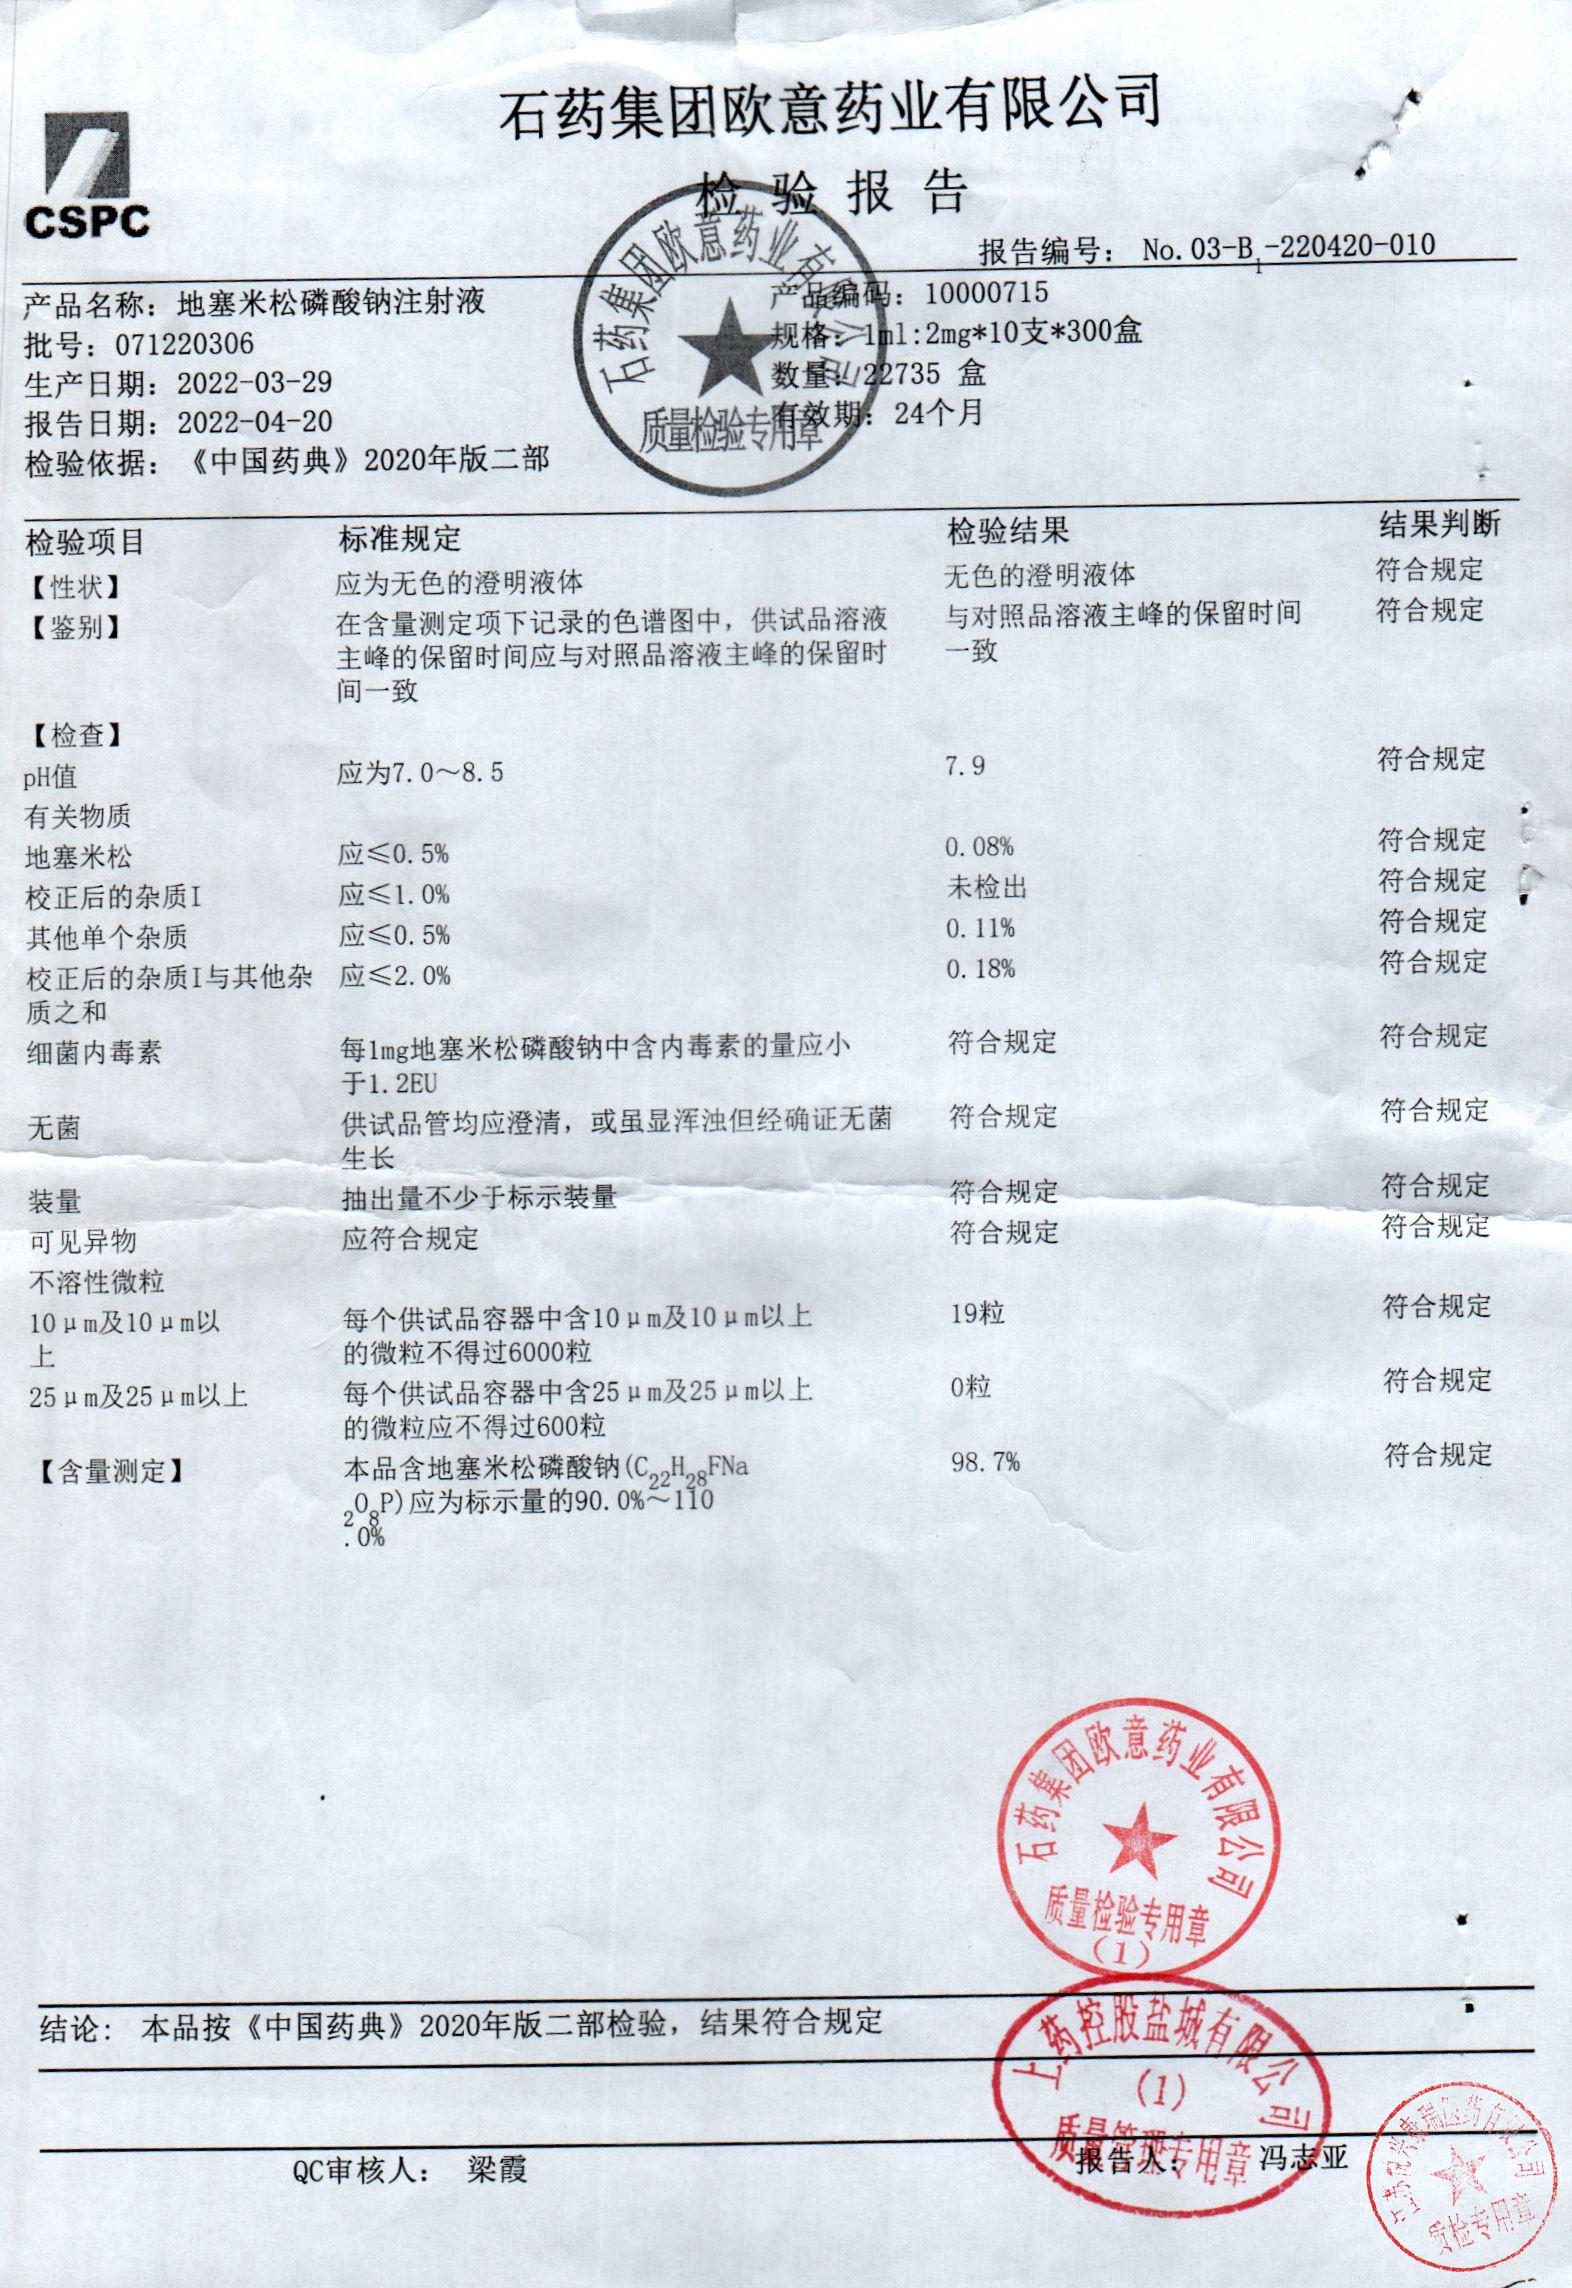 石药集团欧意药业有限公司
CSPC
检验报告
报告编号： No.03-B1-220420-010
产品名称：地塞米松磷酸钠注射液 产品编码：10000715
批号：071220306 规格：1ml:2mg*10支*300盒
生产日期：2022-03-29 数量：22735 盒
报告日期：2022-04-20 有效期：24个月
检验依据：《中国药典》2020年版二部
石药集团欧意药业有限公司
质量检验专用章
检验项目 标准规定 检验结果 结果判断
【性状】 应为无色的澄明液体 无色的澄明液体 符合规定
【鉴别】 在含量测定项下记录的色谱图中，供试品溶液 与对照品溶液主峰的保留时间 符合规定
主峰的保留时间应与对照品溶液主峰的保留时 一致
间一致
【检查】
pH值 应为7.0～8.5 7.9 符合规定
有关物质
地塞米松 应≤0.5% 0.08% 符合规定
校正后的杂质I 应≤1.0% 未检出 符合规定
其他单个杂质 应≤0.5% 0.11% 符合规定
校正后的杂质I与其他杂 应≤2.0% 0.18% 符合规定
质之和
细菌内毒素 每1mg地塞米松磷酸钠中含内毒素的量应小 符合规定 符合规定
于1.2EU
无菌 供试品管均应澄清，或虽显浑浊但经确证无菌 符合规定 符合规定
生长
装量 抽出量不少于标示装量 符合规定 符合规定
可见异物 应符合规定 符合规定 符合规定
不溶性微粒
10μm及10μm以 每个供试品容器中含10μm及10μm以上 19粒 符合规定
上 的微粒不得过6000粒
25μm及25μm以上 每个供试品容器中含25μm及25μm以上 0粒 符合规定
的微粒应不得过600粒
【含量测定】 本品含地塞米松磷酸钠(C22H28FNa 98.7% 符合规定
2O8P)应为标示量的90.0%～110
.0%
石药集团欧意药业有限公司
质量检验专用章
(1)
结论： 本品按《中国药典》2020年版二部检验，结果符合规定
上药控股盐城有限公司
(1)
质量管理专用章
QC审核人： 梁霞 报告人： 冯志亚
质检专用章